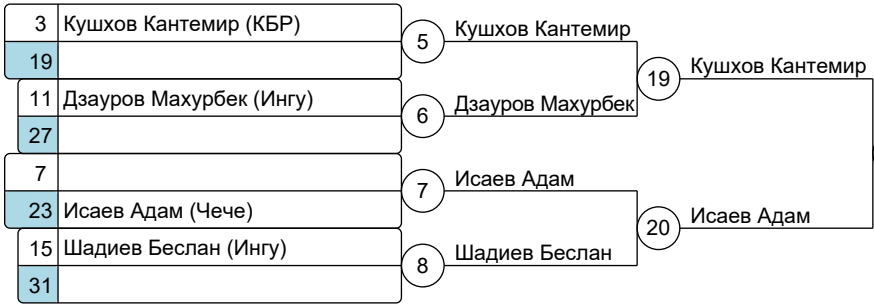 3 Кушхов Кантемир (КБР)
19
11 Дзауров Махурбек (Ингу)
27
7
23 Исаев Адам (Чече)
15 Шадиев Беслан (Ингу)
31
5 Кушхов Кантемир
6 Дзауров Махурбек
7 Исаев Адам
8 Шадиев Беслан
19 Кушхов Кантемир
20 Исаев Адам